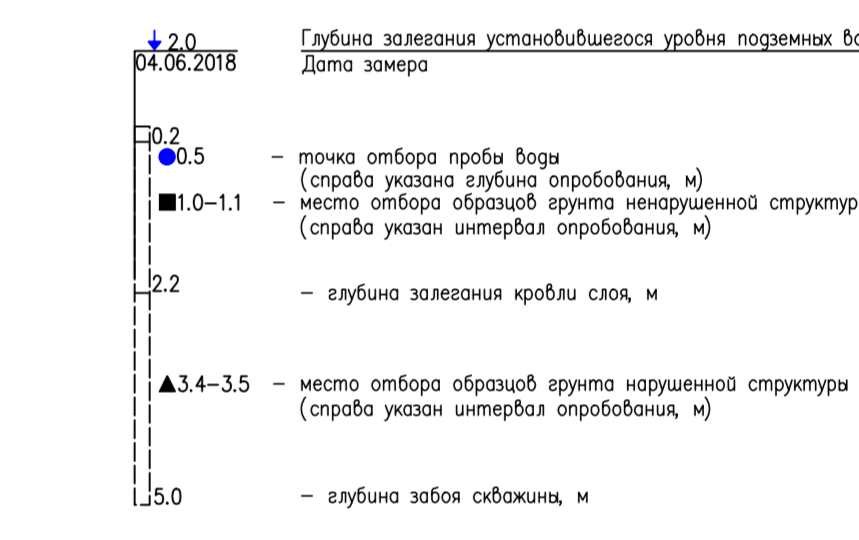 2.0 Глубина залегания установившегося уровня подземных
04.06.2018 Дата замера
0.2
0.5 – точка отбора пробы воды
(справа указана глубина опробования, м)
1.0–1.1 – место отбора образцов грунта ненарушенной структур
(справа указан интервал опробования, м)
2.2
– глубина залегания кровли слоя, м
3.4–3.5 – место отбора образцов грунта нарушенной структуры
(справа указан интервал опробования, м)
5.0 – глубина забоя скважины, м